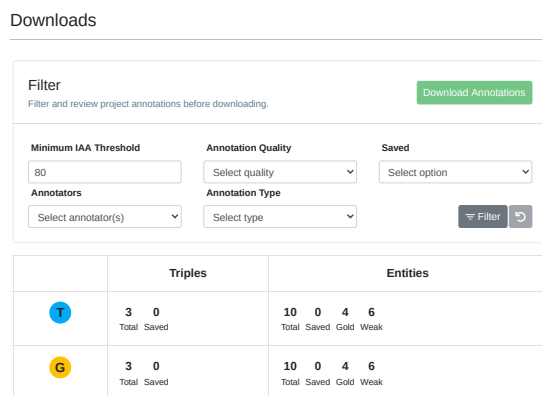 Downloads
Filter
Filter and review project annotations before downloading.
Download Annotations
Minimum IAA Threshold
Annotation Quality
Saved
80
Select quality
Select option
Annotators
Annotation Type
Select annotator(s)
Select type
Filter
Triples
Entities
T
3 0
Total Saved
10 0 4 6
Total Saved Gold Weak
G
3 0
Total Saved
10 0 4 6
Total Saved Gold Weak